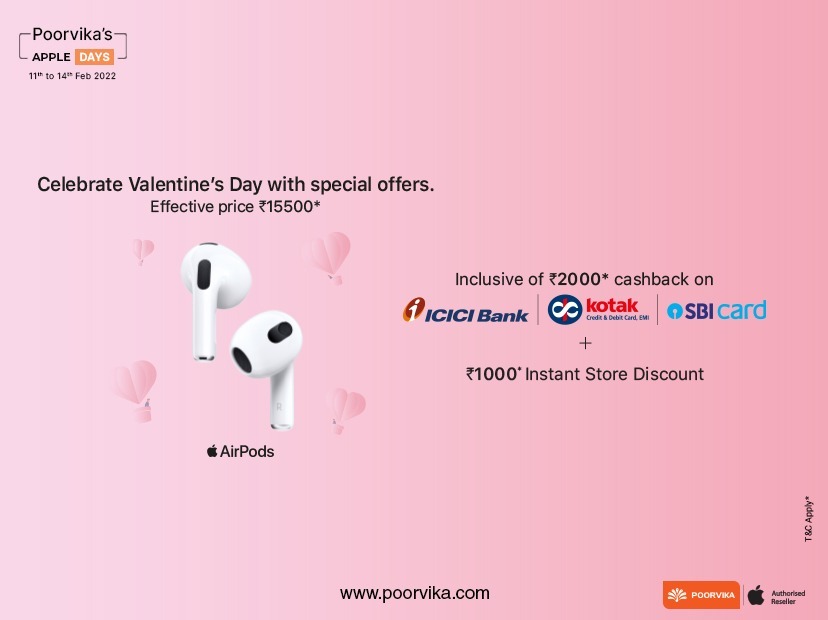 Poorvika's
APPLE DAYS
11th to 14th Feb 2022
Celebrate Valentine's Day with special offers.
Effective price ₹15500*
Inclusive of ₹2000* cashback on
ICICI Bank
kotak
Credit & Debit Card, EMI
SBI card
+
₹1000* Instant Store Discount
R
AirPods
T&C Apply*
www.poorvika.com
POORVIKA
Authorised
Reseller